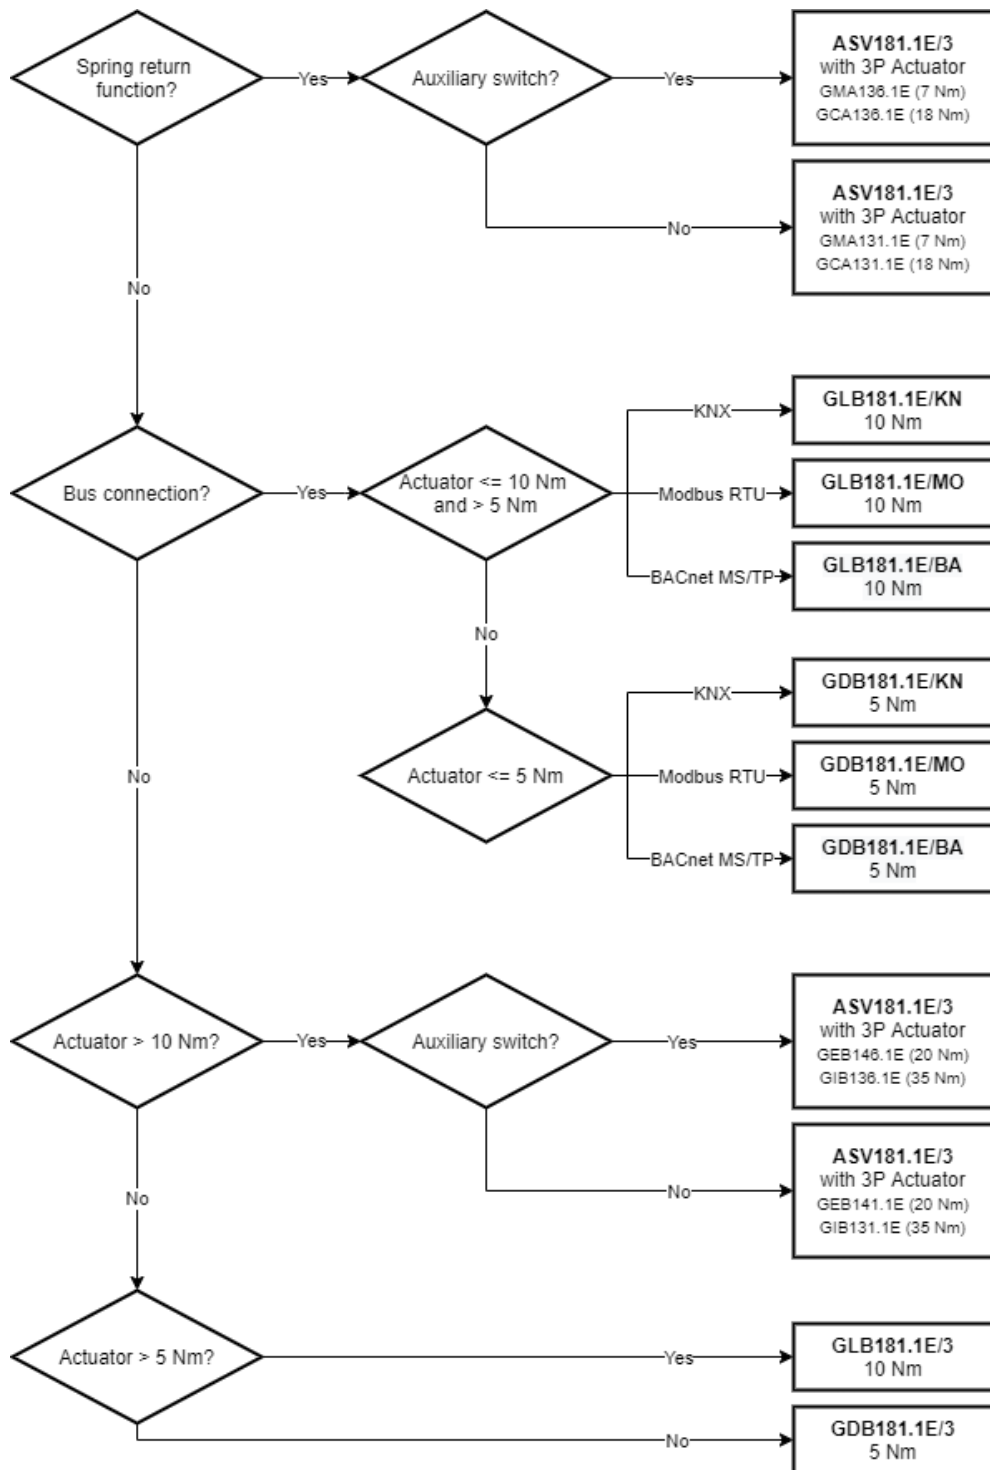 Spring return
function?
Yes
Auxiliary switch?
Yes
ASV181.1E/3
with 3P Actuator
GMA136.1E (7 Nm)
GCA136.1E (18 Nm)
No
ASV181.1E/3
with 3P Actuator
GMA131.1E (7 Nm)
GCA131.1E (18 Nm)
No
Bus connection?
Yes
Actuator <= 10 Nm
and > 5 Nm
KNX
GLB181.1E/KN
10 Nm
Modbus RTU
GLB181.1E/MO
10 Nm
BACnet MS/TP
GLB181.1E/BA
10 Nm
No
Actuator <= 5 Nm
KNX
GDB181.1E/KN
5 Nm
Modbus RTU
GDB181.1E/MO
5 Nm
BACnet MS/TP
GDB181.1E/BA
5 Nm
No
Actuator > 10 Nm?
Yes
Auxiliary switch?
Yes
ASV181.1E/3
with 3P Actuator
GEB146.1E (20 Nm)
GIB136.1E (35 Nm)
No
ASV181.1E/3
with 3P Actuator
GEB141.1E (20 Nm)
GIB131.1E (35 Nm)
No
Actuator > 5 Nm?
Yes
GLB181.1E/3
10 Nm
No
GDB181.1E/3
5 Nm